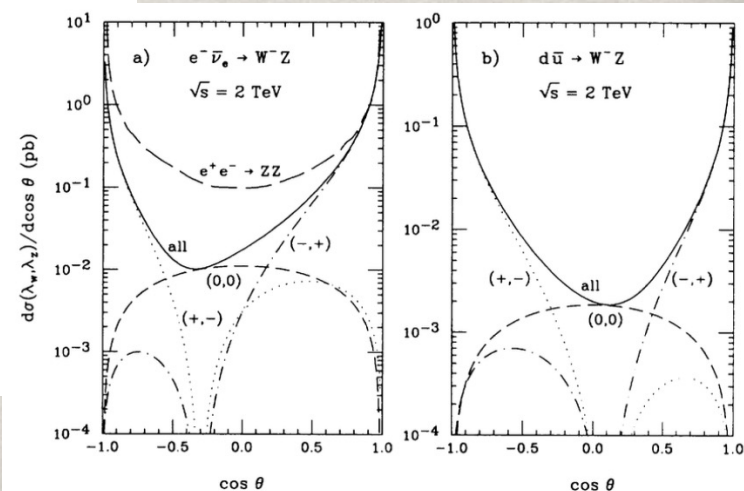 a) e⁻ ν̄ₑ → W⁻Z
√s = 2 TeV
e⁺e⁻ → ZZ
all
(−,+)
(0,0)
(+,−)
10¹
10⁰
10⁻¹
10⁻²
10⁻³
10⁻⁴
−1.0 −0.5 0.0 0.5 1.0
cos θ
dσ(λ_w,λ_z)/dcos θ (pb)
b) dū → W⁻Z
√s = 2 TeV
(+,−)
all
(−,+)
(0,0)
10⁰
10⁻¹
10⁻²
10⁻³
10⁻⁴
−1.0 −0.5 0.0 0.5 1.0
cos θ